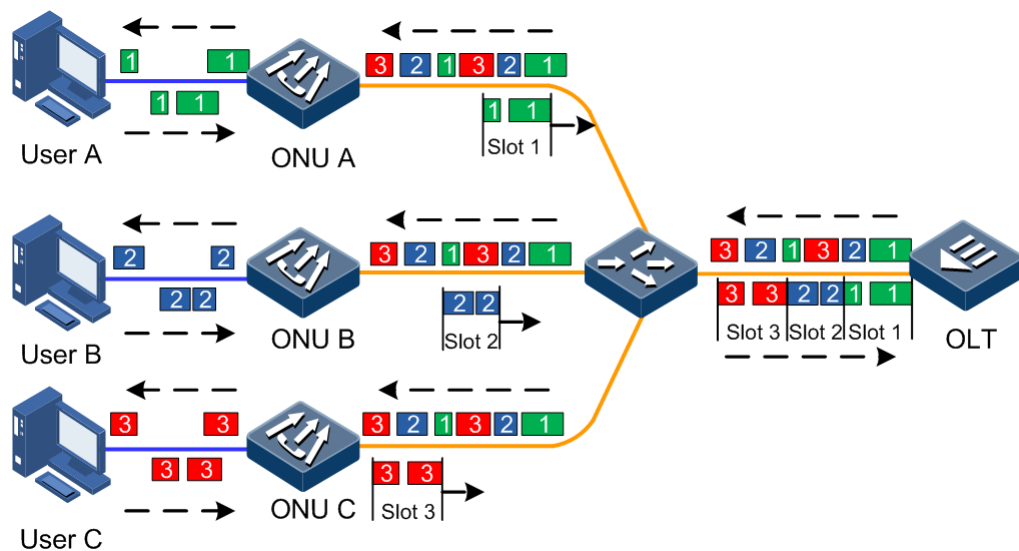 1 1
1 1
User A
ONU A
3 2 1 3 2 1
1 1
Slot 1
2 2
2 2
User B
ONU B
3 2 1 3 2 1
2 2
Slot 2
3 2 1 3 2 1
3 3 2 2 1 1
Slot 3 Slot 2 Slot 1
OLT
3 3
3 3
User C
ONU C
3 2 1 3 2 1
3 3
Slot 3